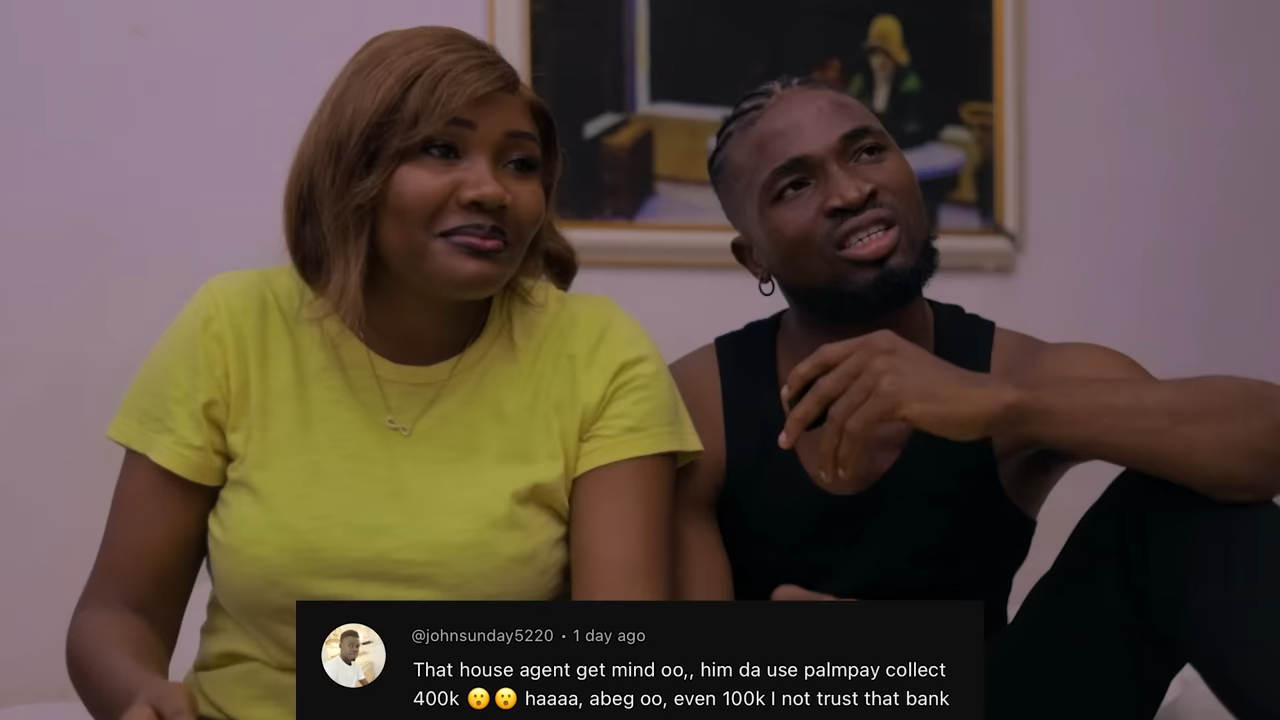 @johnsunday5220 • 1 day ago
That house agent get mind oo,, him da use palmpay collect
400k 😮😮 haaaa, abeg oo, even 100k I not trust that bank